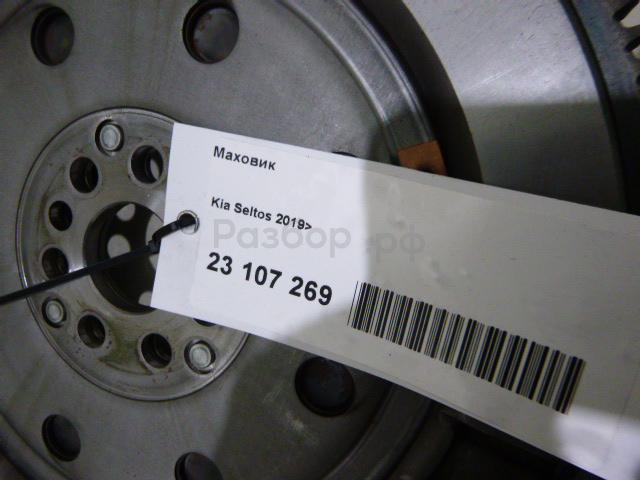 Маховик
Kia Seltos 2019>
Разбор.рф
23 107 269